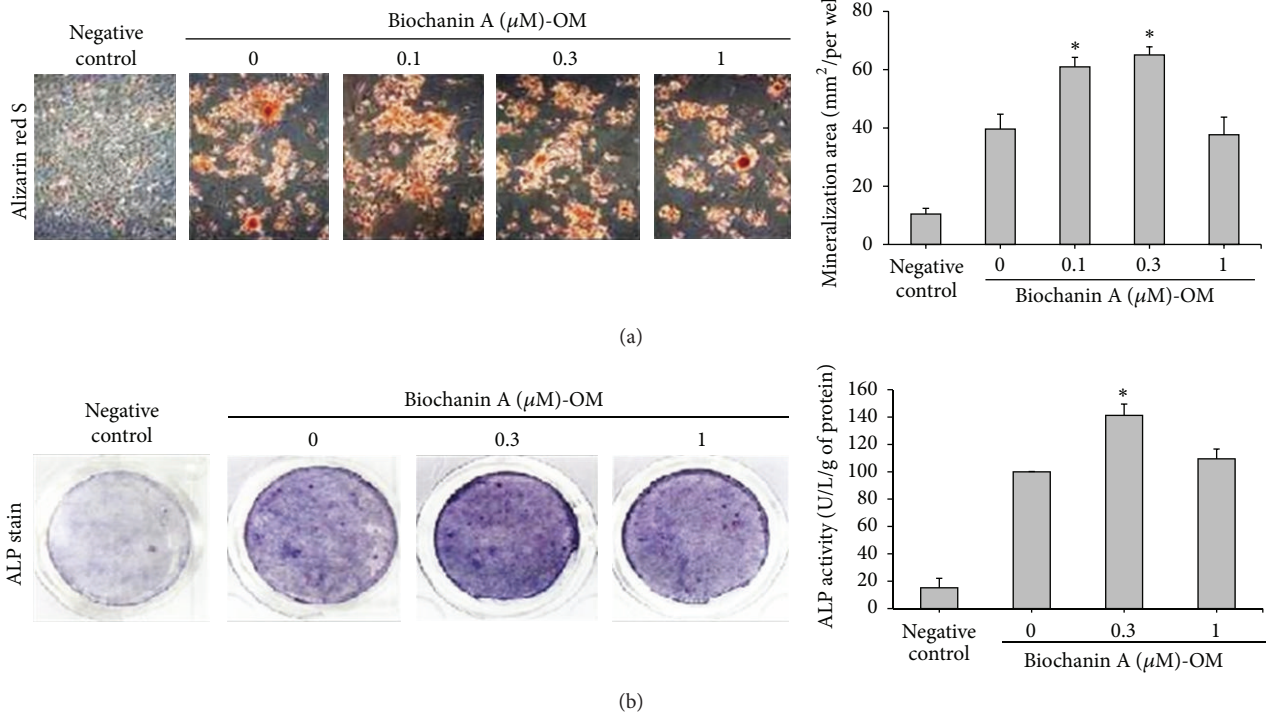 Biochanin A (μM)-OM
Negative
control
0
0.1
0.3
1
Alizarin red S
Mineralization area (mm²/per well)
80
60
40
20
0
*
*
Negative
control
0
0.1
0.3
1
Biochanin A (μM)-OM
(a)
Biochanin A (μM)-OM
Negative
control
0
0.3
1
ALP stain
ALP activity (U/L/g of protein)
160
140
120
100
80
60
40
20
0
*
Negative
control
0
0.3
1
Biochanin A (μM)-OM
(b)